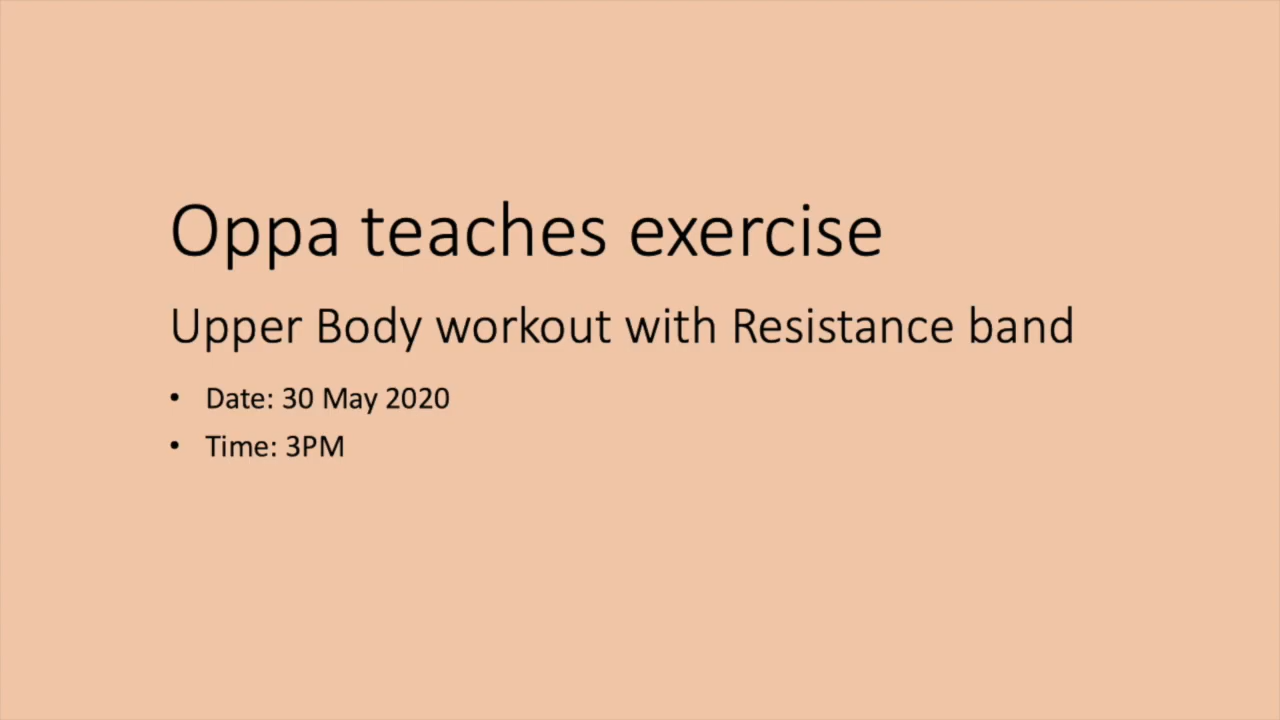 Oppa teaches exercise
Upper Body workout with Resistance band
• Date: 30 May 2020
• Time: 3PM